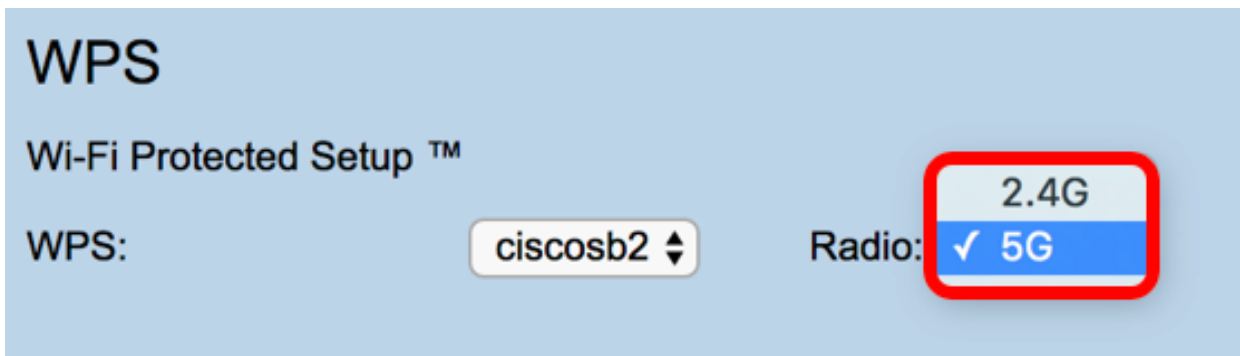 WPS
Wi-Fi Protected Setup ™
2.4G
WPS: ciscosb2 Radio: ✓ 5G